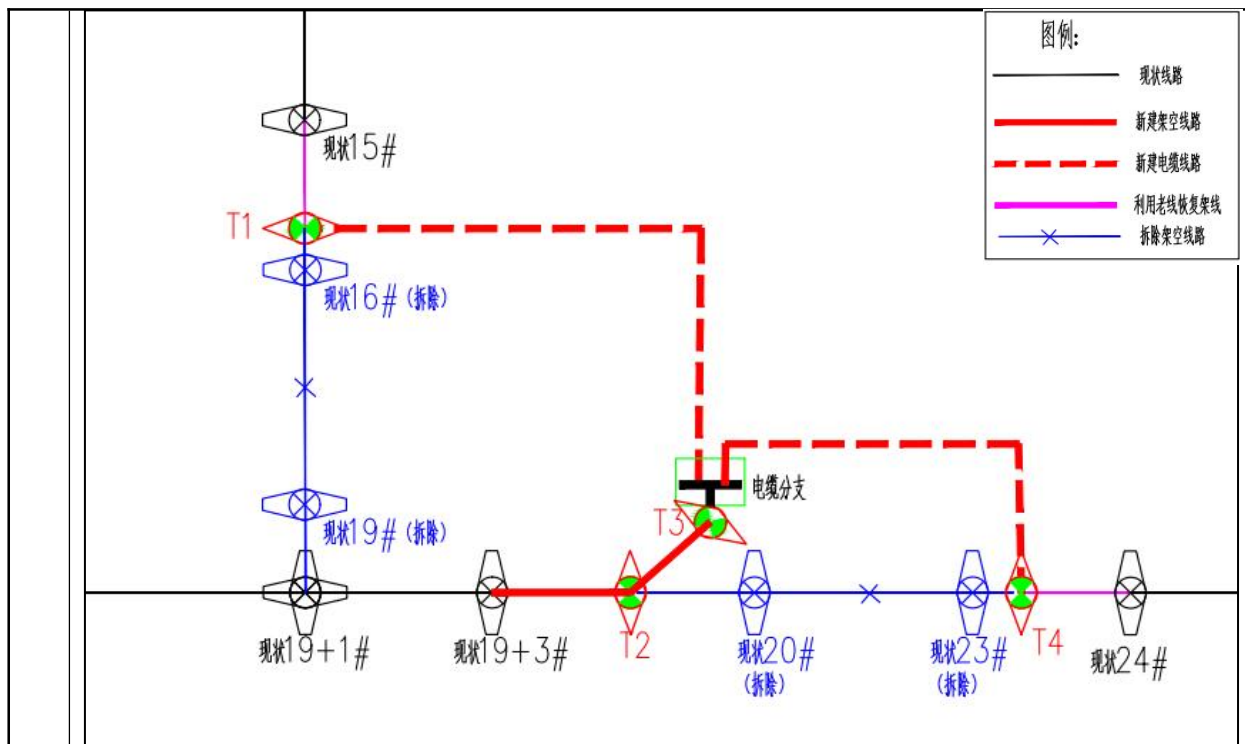 图例:
现状线路
新建架空线路
新建电缆线路
利用老线恢复架线
拆除架空线路
现状15#
T1
现状16#(拆除)
电缆分支
T3
现状19#(拆除)
现状19+1#
现状19+3#
T2
现状20#
(拆除)
现状23#
(拆除)
T4
现状24#